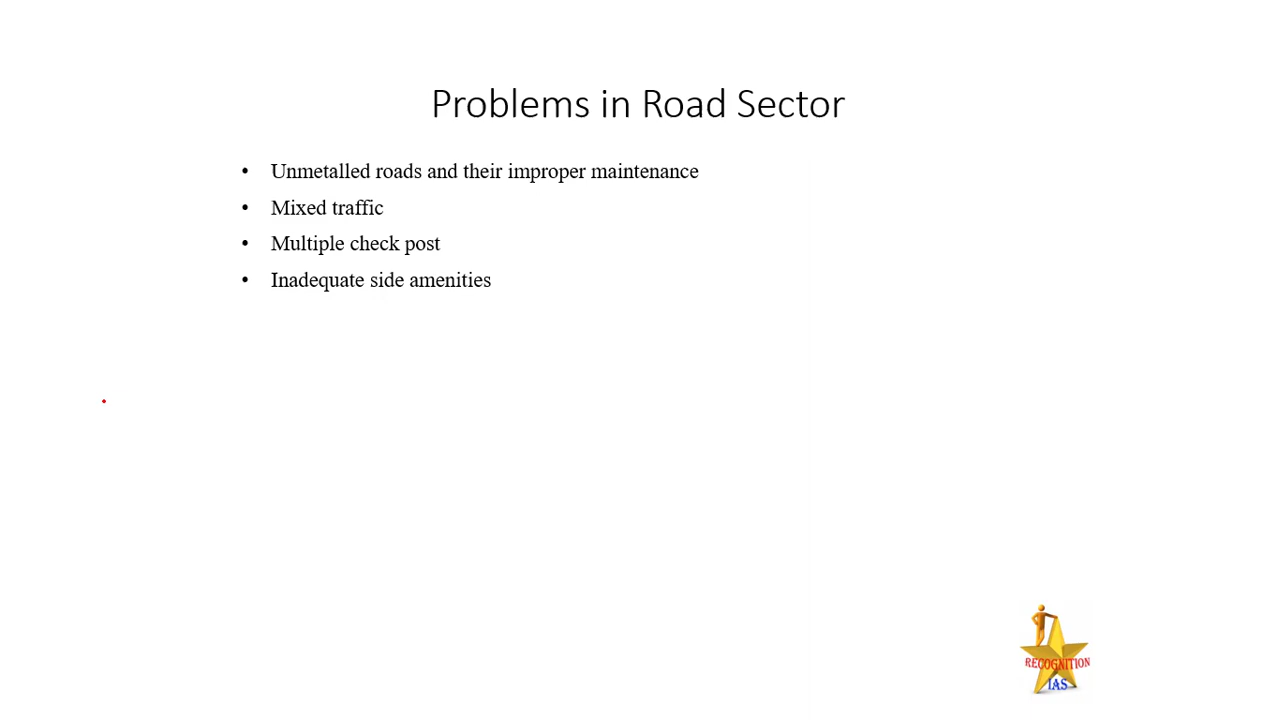 Problems in Road Sector
• Unmetalled roads and their improper maintenance
• Mixed traffic
• Multiple check post
• Inadequate side amenities
RECOGNITION
IAS